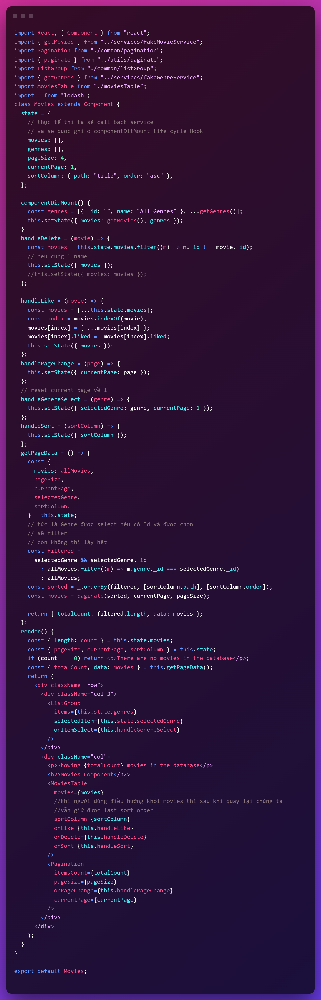 import React, { Component } from "react";
import { getMovies } from "../services/fakeMovieService";
import Pagination from "./common/pagination";
import { paginate } from "../utils/paginate";
import ListGroup from "./common/listGroup";
import { getGenres } from "../services/fakeGenreService";
import MoviesTable from "./moviesTable";
import _ from "lodash";
class Movies extends Component {
  state = {
    // thực tế thì ta sẽ call back service
    // va se duoc ghi o componentDitMount Life cycle Hook
    movies: [],
    genres: [],
    pageSize: 4,
    currentPage: 1,
    sortColumn: { path: "title", order: "asc" },
  };

  componentDidMount() {
    const genres = [{ _id: "", name: "All Genres" }, ...getGenres()];
    this.setState({ movies: getMovies(), genres });
  }
  handleDelete = (movie) => {
    const movies = this.state.movies.filter((m) => m._id !== movie._id);
    // neu cung 1 name
    this.setState({ movies });
    //this.setState({ movies: movies });
  };

  handleLike = (movie) => {
    const movies = [...this.state.movies];
    const index = movies.indexOf(movie);
    movies[index] = { ...movies[index] };
    movies[index].liked = !movies[index].liked;
    this.setState({ movies });
  };
  handlePageChange = (page) => {
    this.setState({ currentPage: page });
  };
  // reset current page về 1
  handleGenereSelect = (genre) => {
    this.setState({ selectedGenre: genre, currentPage: 1 });
  };
  handleSort = (sortColumn) => {
    this.setState({ sortColumn });
  };
  getPageData = () => {
    const {
      movies: allMovies,
      pageSize,
      currentPage,
      selectedGenre,
      sortColumn,
    } = this.state;
    // tức là Genre được select nếu có Id và được chọn
    // sẽ filter
    // còn không thì lấy hết
    const filtered =
      selectedGenre && selectedGenre._id
        ? allMovies.filter((m) => m.genre._id === selectedGenre._id)
        : allMovies;
    const sorted = _.orderBy(filtered, [sortColumn.path], [sortColumn.order]);
    const movies = paginate(sorted, currentPage, pageSize);

    return { totalCount: filtered.length, data: movies };
  };
  render() {
    const { length: count } = this.state.movies;
    const { pageSize, currentPage, sortColumn } = this.state;
    if (count === 0) return <p>There are no movies in the database</p>;
    const { totalCount, data: movies } = this.getPageData();
    return (
      <div className="row">
        <div className="col-3">
          <ListGroup
            items={this.state.genres}
            selectedItem={this.state.selectedGenre}
            onItemSelect={this.handleGenereSelect}
          />
        </div>
        <div className="col">
          <p>Showing {totalCount} movies in the database</p>
          <h2>Movies Component</h2>
          <MoviesTable
            movies={movies}
            //Khi người dùng điều hướng khỏi movies thì sau khi quay lại chúng ta
            //vẫn giữ được last sort order
            sortColumn={sortColumn}
            onLike={this.handleLike}
            onDelete={this.handleDelete}
            onSort={this.handleSort}
          />
          <Pagination
            itemsCount={totalCount}
            pageSize={pageSize}
            onPageChange={this.handlePageChange}
            currentPage={currentPage}
          />
        </div>
      </div>
    );
  }
}

export default Movies;